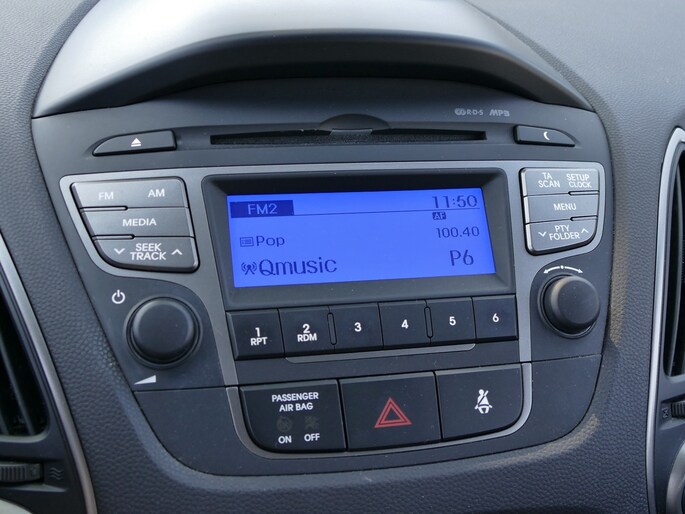 R·D·S MP3
FM AM
MEDIA
SEEK
TRACK
FM2 11:50
AF
Pop 100.40
Qmusic P6
TA
SCAN
SETUP
CLOCK
MENU
PTY
FOLDER
1
RPT
2
RDM
3
4
5
6
PASSENGER
AIR BAG
ON OFF